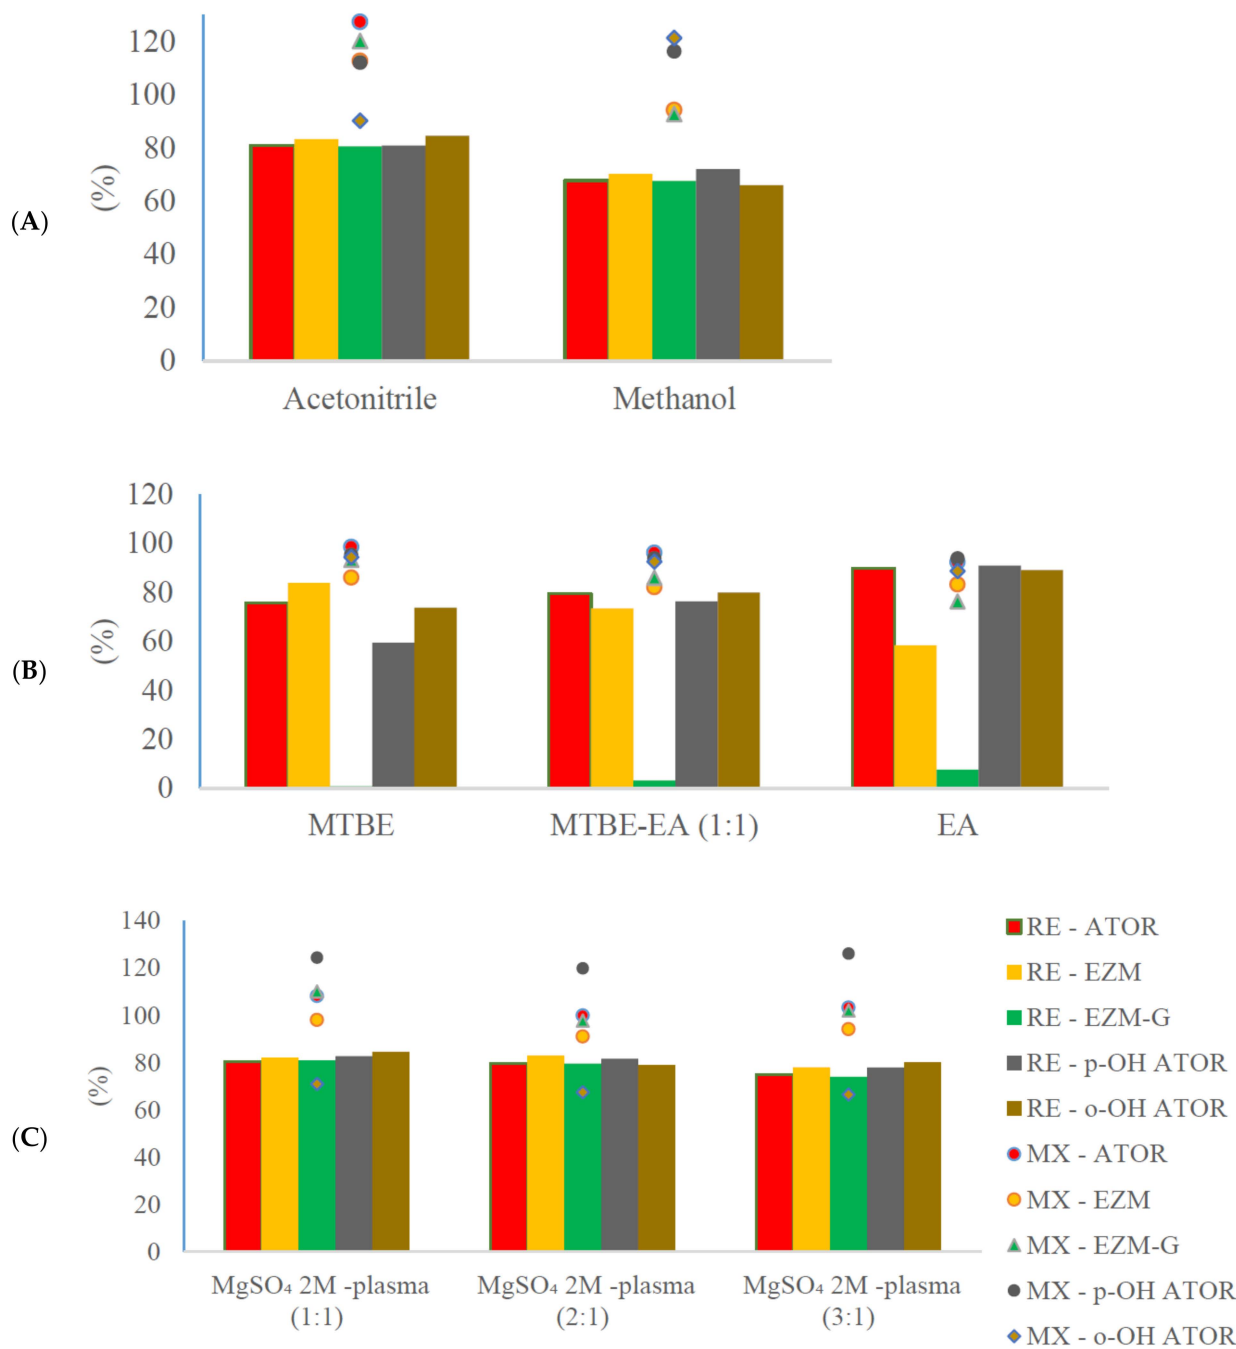 120
100
80
60
40
20
0
(%)
(A)
Acetonitrile
Methanol
120
100
80
60
40
20
0
(%)
(B)
MTBE
MTBE-EA (1:1)
EA
140
120
100
80
60
40
20
0
(%)
(C)
MgSO₄ 2M -plasma
(1:1)
MgSO₄ 2M -plasma
(2:1)
MgSO₄ 2M -plasma
(3:1)
RE - ATOR
RE - EZM
RE - EZM-G
RE - p-OH ATOR
RE - o-OH ATOR
MX - ATOR
MX - EZM
MX - EZM-G
MX - p-OH ATOR
MX - o-OH ATOR